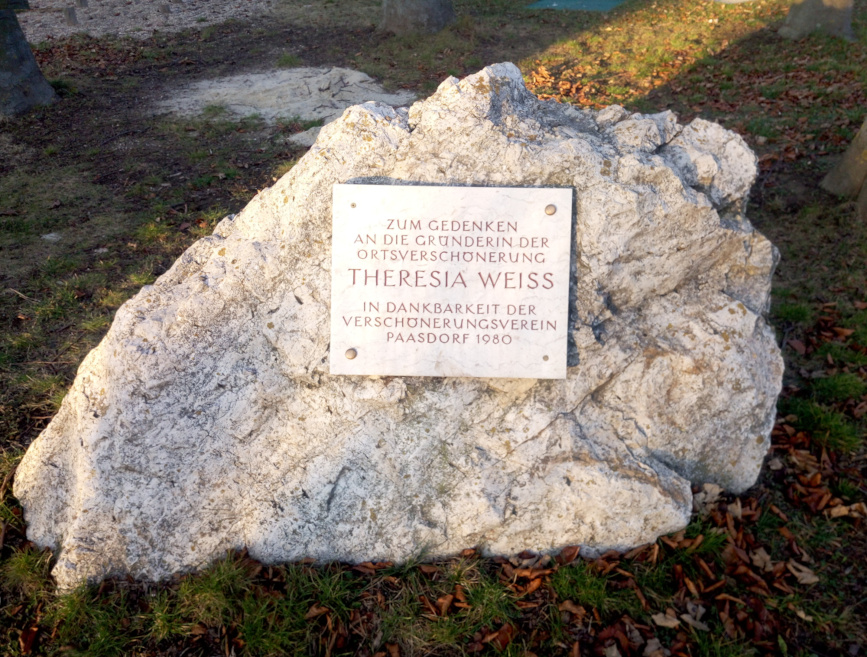 ZUM GEDENKEN
AN DIE GRÜNDERIN DER
ORTSVERSCHÖNERUNG
THERESIA WEISS
IN DANKBARKEIT DER
VERSCHÖNERUNGSVEREIN
PAASDORF 1980